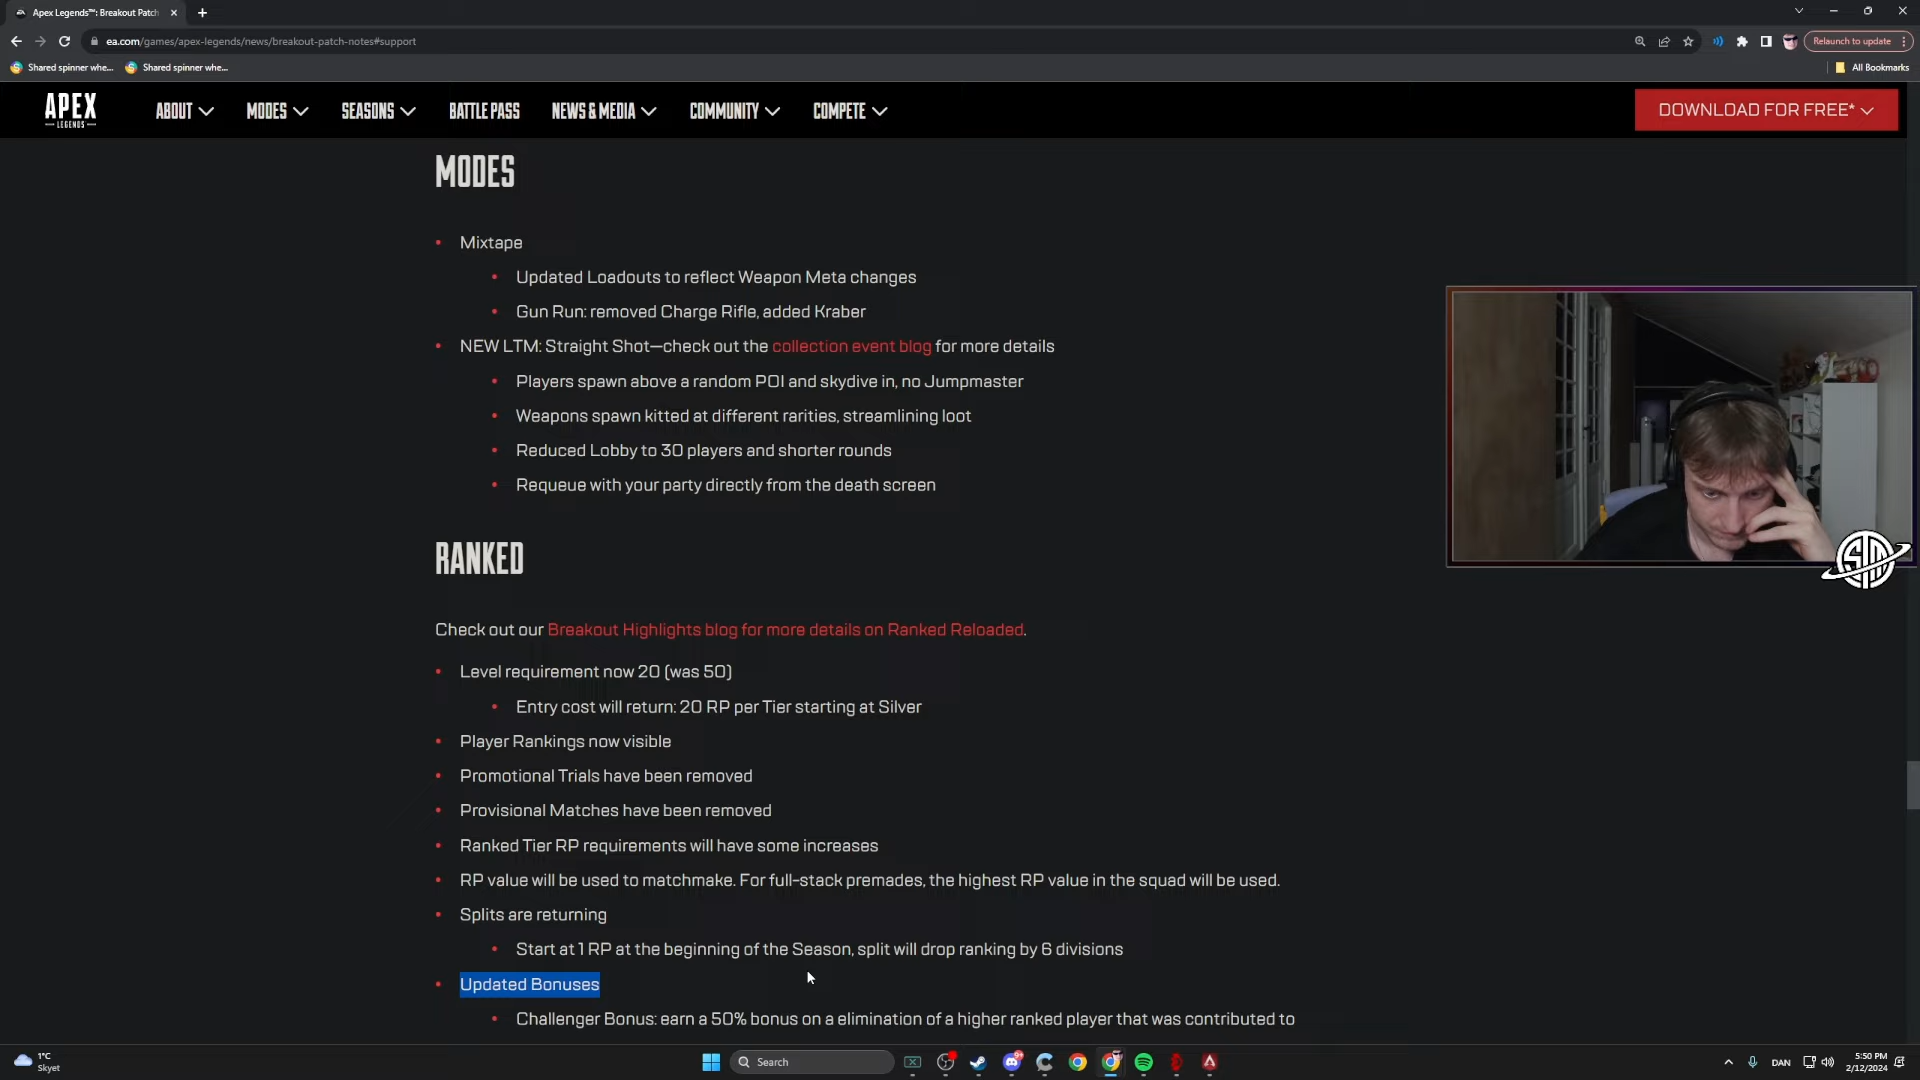 Apex Legends™: Breakout Patch
ea.com/games/apex-legends/news/breakout-patch-notes#support
Relaunch to update
Shared spinner whe...
Shared spinner whe...
All Bookmarks
APEX
LEGENDS
ABOUT
MODES
SEASONS
BATTLE PASS
NEWS & MEDIA
COMMUNITY
COMPETE
DOWNLOAD FOR FREE*
MODES
Mixtape
Updated Loadouts to reflect Weapon Meta changes
Gun Run: removed Charge Rifle, added Kraber
NEW LTM: Straight Shot—check out the collection event blog for more details
Players spawn above a random POI and skydive in, no Jumpmaster
Weapons spawn kitted at different rarities, streamlining loot
Reduced Lobby to 30 players and shorter rounds
Requeue with your party directly from the death screen
TSM
RANKED
Check out our Breakout Highlights blog for more details on Ranked Reloaded.
Level requirement now 20 (was 50)
Entry cost will return: 20 RP per Tier starting at Silver
Player Rankings now visible
Promotional Trials have been removed
Provisional Matches have been removed
Ranked Tier RP requirements will have some increases
RP value will be used to matchmake. For full-stack premades, the highest RP value in the squad will be used.
Splits are returning
Start at 1 RP at the beginning of the Season, split will drop ranking by 6 divisions
Updated Bonuses
Challenger Bonus: earn a 50% bonus on a elimination of a higher ranked player that was contributed to
1°C
Skyet
Search
DAN
5:50 PM
2/12/2024